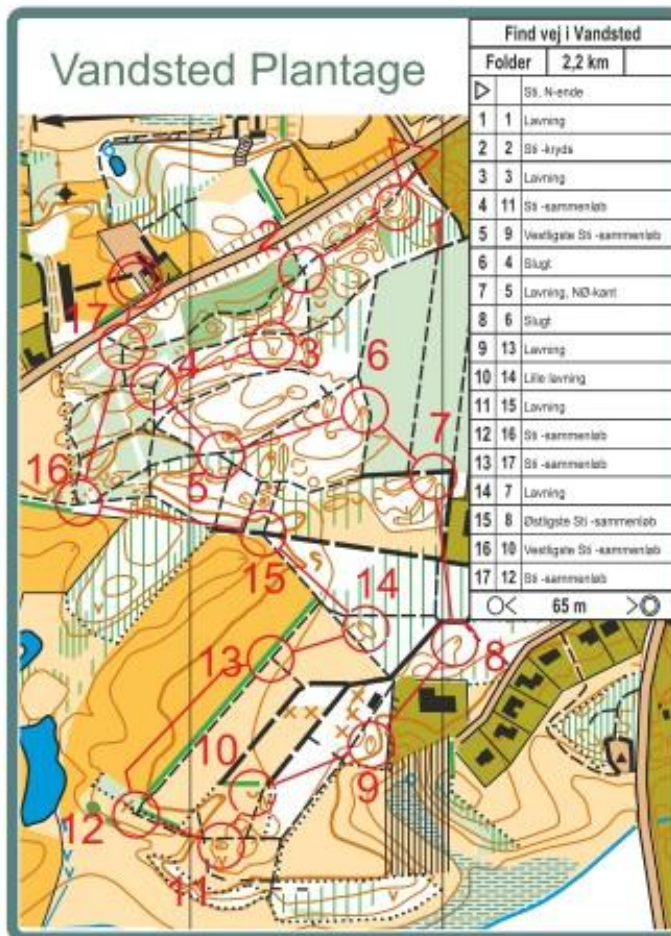 Vandsted Plantage
Find vej i Vandsted
Folder 2,2 km
Sti, N-ende
1 1 Lavning
2 2 Sti -kryds
3 3 Lavning
4 11 Sti -sammenløb
5 9 Vestligste Sti -sammenløb
6 4 Slugt
7 5 Lavning, NØ-kant
8 6 Slugt
9 13 Lavning
10 14 Lille lavning
11 15 Lavning
12 16 Sti -sammenløb
13 17 Sti -sammenløb
14 7 Lavning
15 8 Østligste Sti -sammenløb
16 10 Vestligste Sti -sammenløb
17 12 Sti -sammenløb
65 m
2
1
17
3
6
4
7
16
5
15
14
13
8
10
9
12
11